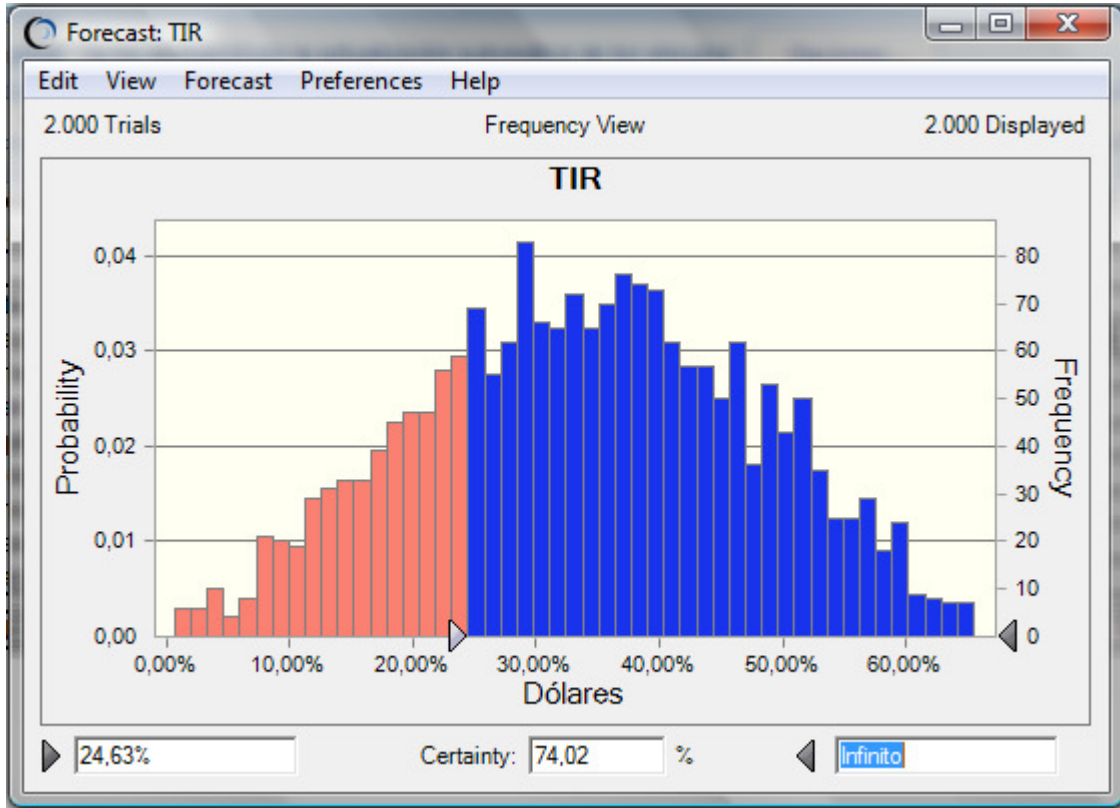 Forecast: TIR
Edit View Forecast Preferences Help
2.000 Trials Frequency View 2.000 Displayed
TIR
Probability
0,04
0,03
0,02
0,01
0,00
80
70
60
50
40
30
20
10
0
Frequency
0,00% 10,00% 20,00% 30,00% 40,00% 50,00% 60,00%
Dólares
24,63% Certainty: 74,02 % Infinito